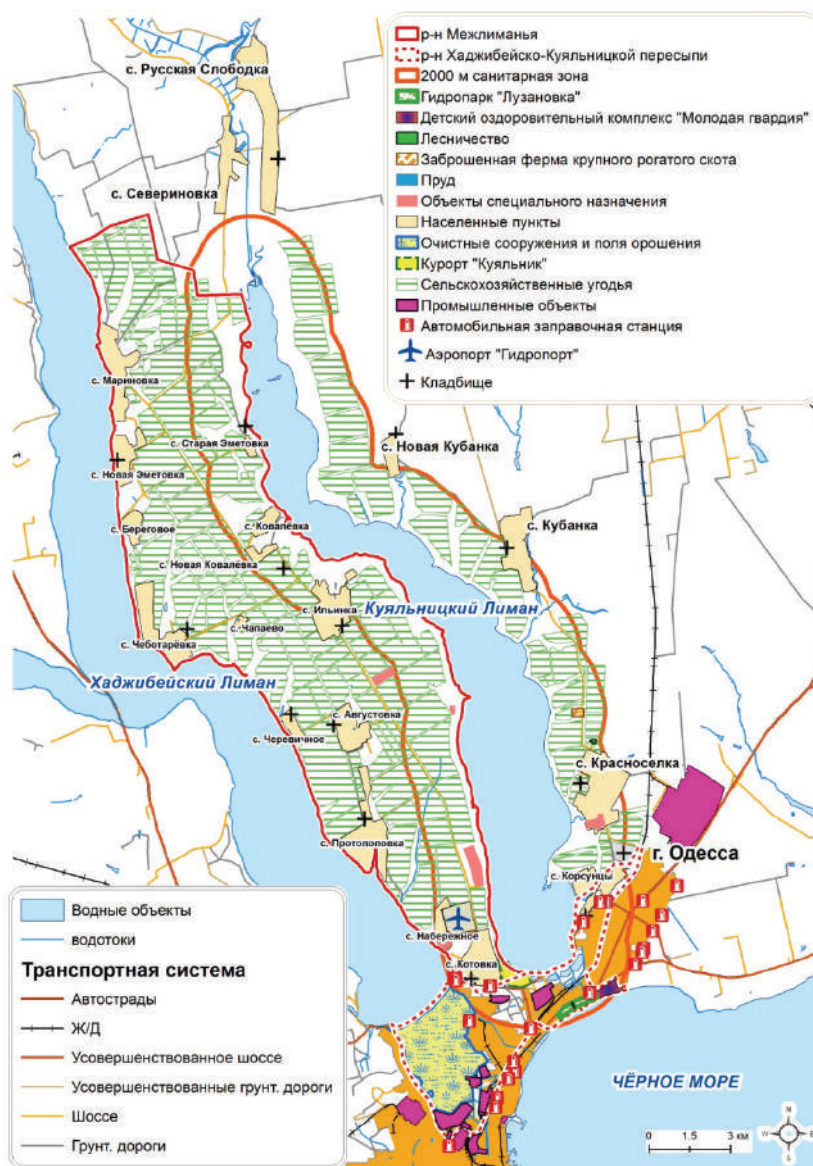 р-н Межлиманья
р-н Хаджибейско-Куяльницкой пересыпи
2000 м санитарная зона
Гидропарк "Лузановка"
Детский оздоровительный комплекс "Молодая гвардия"
Лесничество
Заброшенная ферма крупного рогатого скота
Пруд
Объекты специального назначения
Населенные пункты
Очистные сооружения и поля орошения
Курорт "Куяльник"
Сельскохозяйственные угодья
Промышленные объекты
Автомобильная заправочная станция
Аэропорт "Гидропорт"
Кладбище
с. Русская Слободка
с. Севериновка
с. Мариновка
с. Старая Эметовка
с. Новая Кубанка
с. Новая Эметовка
с. Береговое
с. Ковалёвка
с. Кубанка
с. Новая Ковалёвка
с. Ильинка
Куяльницкий Лиман
с. Чапаево
с. Чеботарёвка
Хаджибейский Лиман
с. Августовка
с. Черевичное
с. Красноселка
с. Протопоповка
г. Одесса
с. Корсунцы
с. Набережное
с. Котовка
ЧЁРНОЕ МОРЕ
Водные объекты
водотоки
Транспортная система
Автострады
Ж/Д
Усовершенствованное шоссе
Усовершенствованные грунт. дороги
Шоссе
Грунт. дороги
0 1.5 3 км
N
W E
S